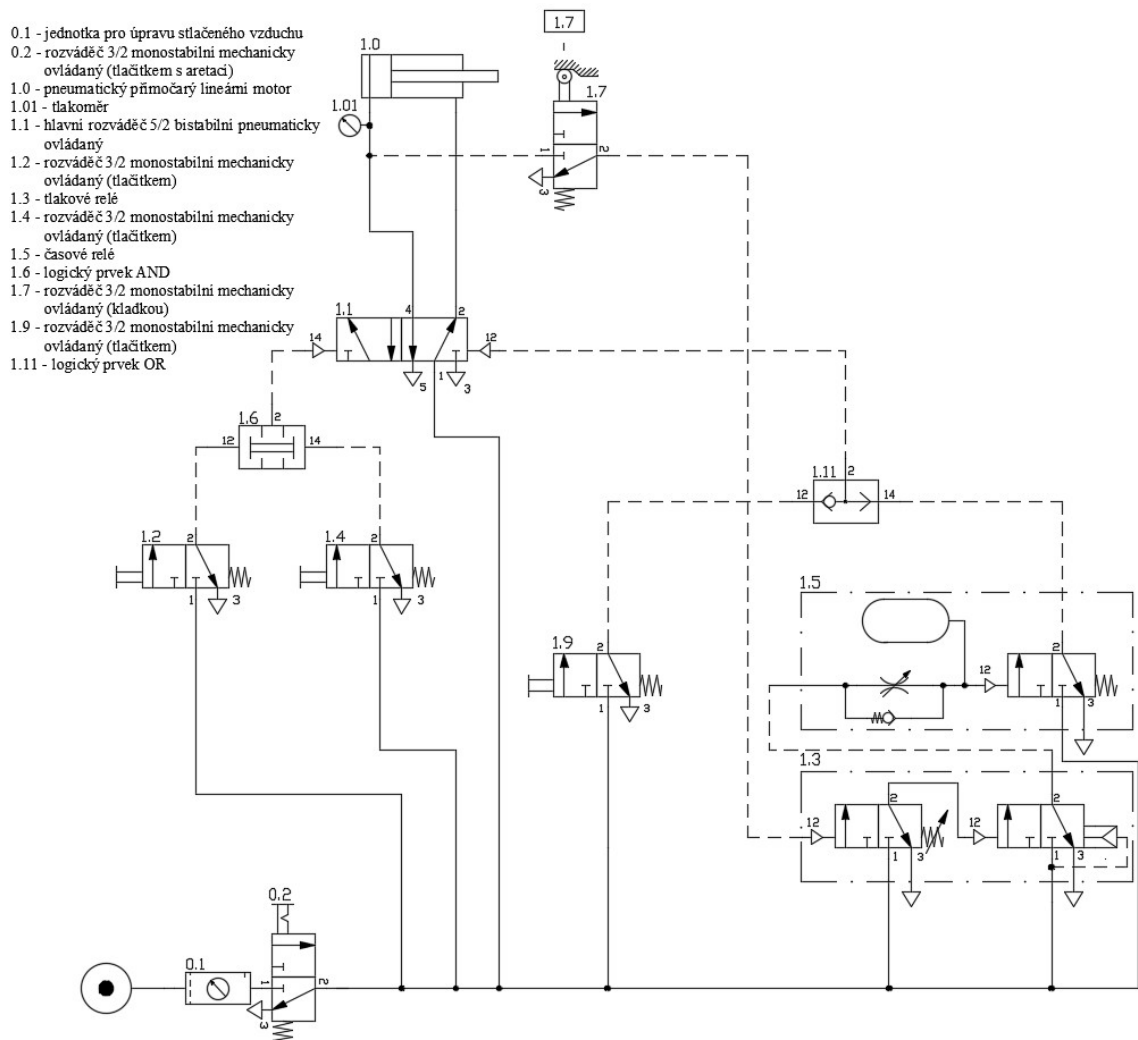 0.1 - jednotka pro úpravu stlačeného vzduchu
0.2 - rozváděč 3/2 monostabilní mechanicky
ovládaný (tlačítkem s aretací)
1.0 - pneumatický přímočarý lineární motor
1.01 - tlakoměr
1.1 - hlavní rozváděč 5/2 bistabilní pneumaticky
ovládaný
1.2 - rozváděč 3/2 monostabilní mechanicky
ovládaný (tlačítkem)
1.3 - tlakové relé
1.4 - rozváděč 3/2 monostabilní mechanicky
ovládaný (tlačítkem)
1.5 - časové relé
1.6 - logický prvek AND
1.7 - rozváděč 3/2 monostabilní mechanicky
ovládaný (kladkou)
1.9 - rozváděč 3/2 monostabilní mechanicky
ovládaný (tlačítkem)
1.11 - logický prvek OR
1.7
1.0
1.01
1.7
1 2
3
1.1 4 2
14 12
5 1 3
1.6 2
12 14
1.11 2
12 14
1.2 2
1 3
1.4 2
1 3
1.5
1.9 2
1 3
2
12
1 3
1.3
2 2
12 12
1 3 1 3
0.2
0.1
1 2
3